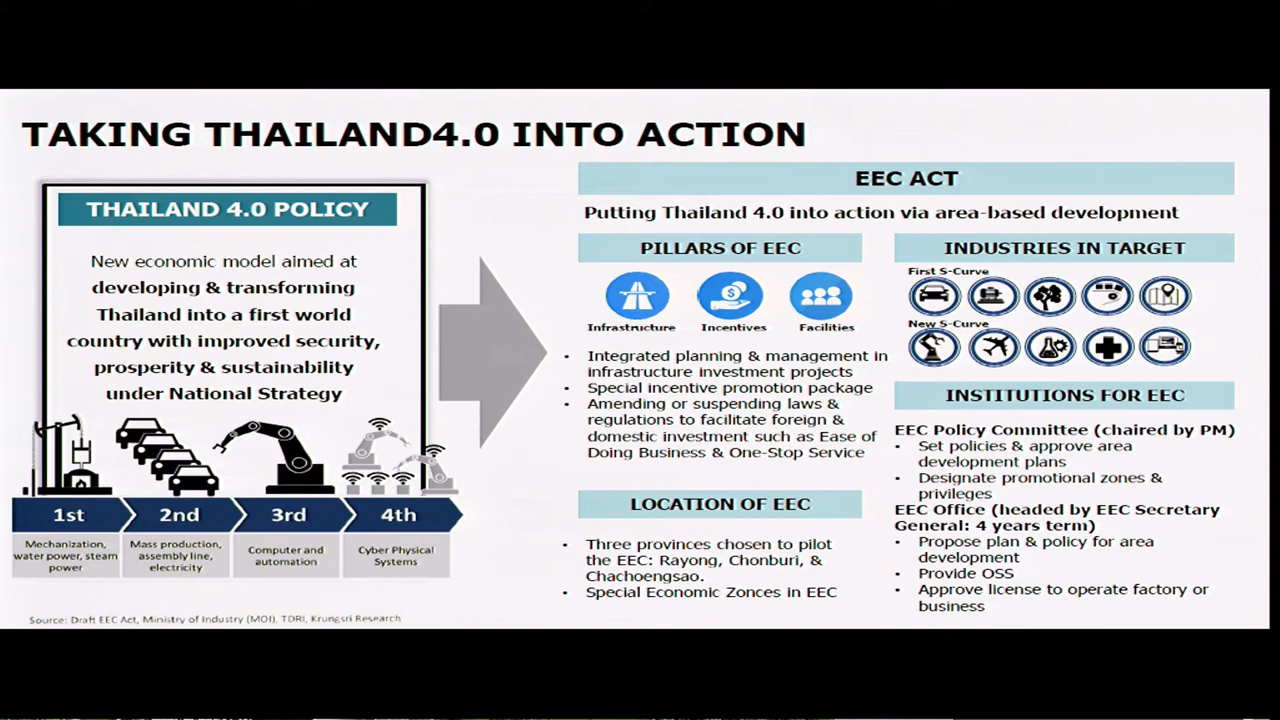 TAKING THAILAND4.0 INTO ACTION
THAILAND 4.0 POLICY
New economic model aimed at
developing & transforming
Thailand into a first world
country with improved security,
prosperity & sustainability
under National Strategy
1st
2nd
3rd
4th
Mechanization,
water power, steam
power
Mass production,
assembly line,
electricity
Computer and
automation
Cyber Physical
Systems
Source: Draft EEC Act, Ministry of Industry (MOI), TDRI, Krungsri Research
EEC ACT
Putting Thailand 4.0 into action via area-based development
PILLARS OF EEC
Infrastructure
Incentives
Facilities
• Integrated planning & management in
infrastructure investment projects
• Special incentive promotion package
• Amending or suspending laws &
regulations to facilitate foreign &
domestic investment such as Ease of
Doing Business & One-Stop Service
LOCATION OF EEC
• Three provinces chosen to pilot
the EEC: Rayong, Chonburi, &
Chachoengsao.
• Special Economic Zonces in EEC
INDUSTRIES IN TARGET
First S-Curve
New S-Curve
INSTITUTIONS FOR EEC
EEC Policy Committee (chaired by PM)
• Set policies & approve area
development plans
• Designate promotional zones &
privileges
EEC Office (headed by EEC Secretary
General: 4 years term)
• Propose plan & policy for area
development
• Provide OSS
• Approve license to operate factory or
business